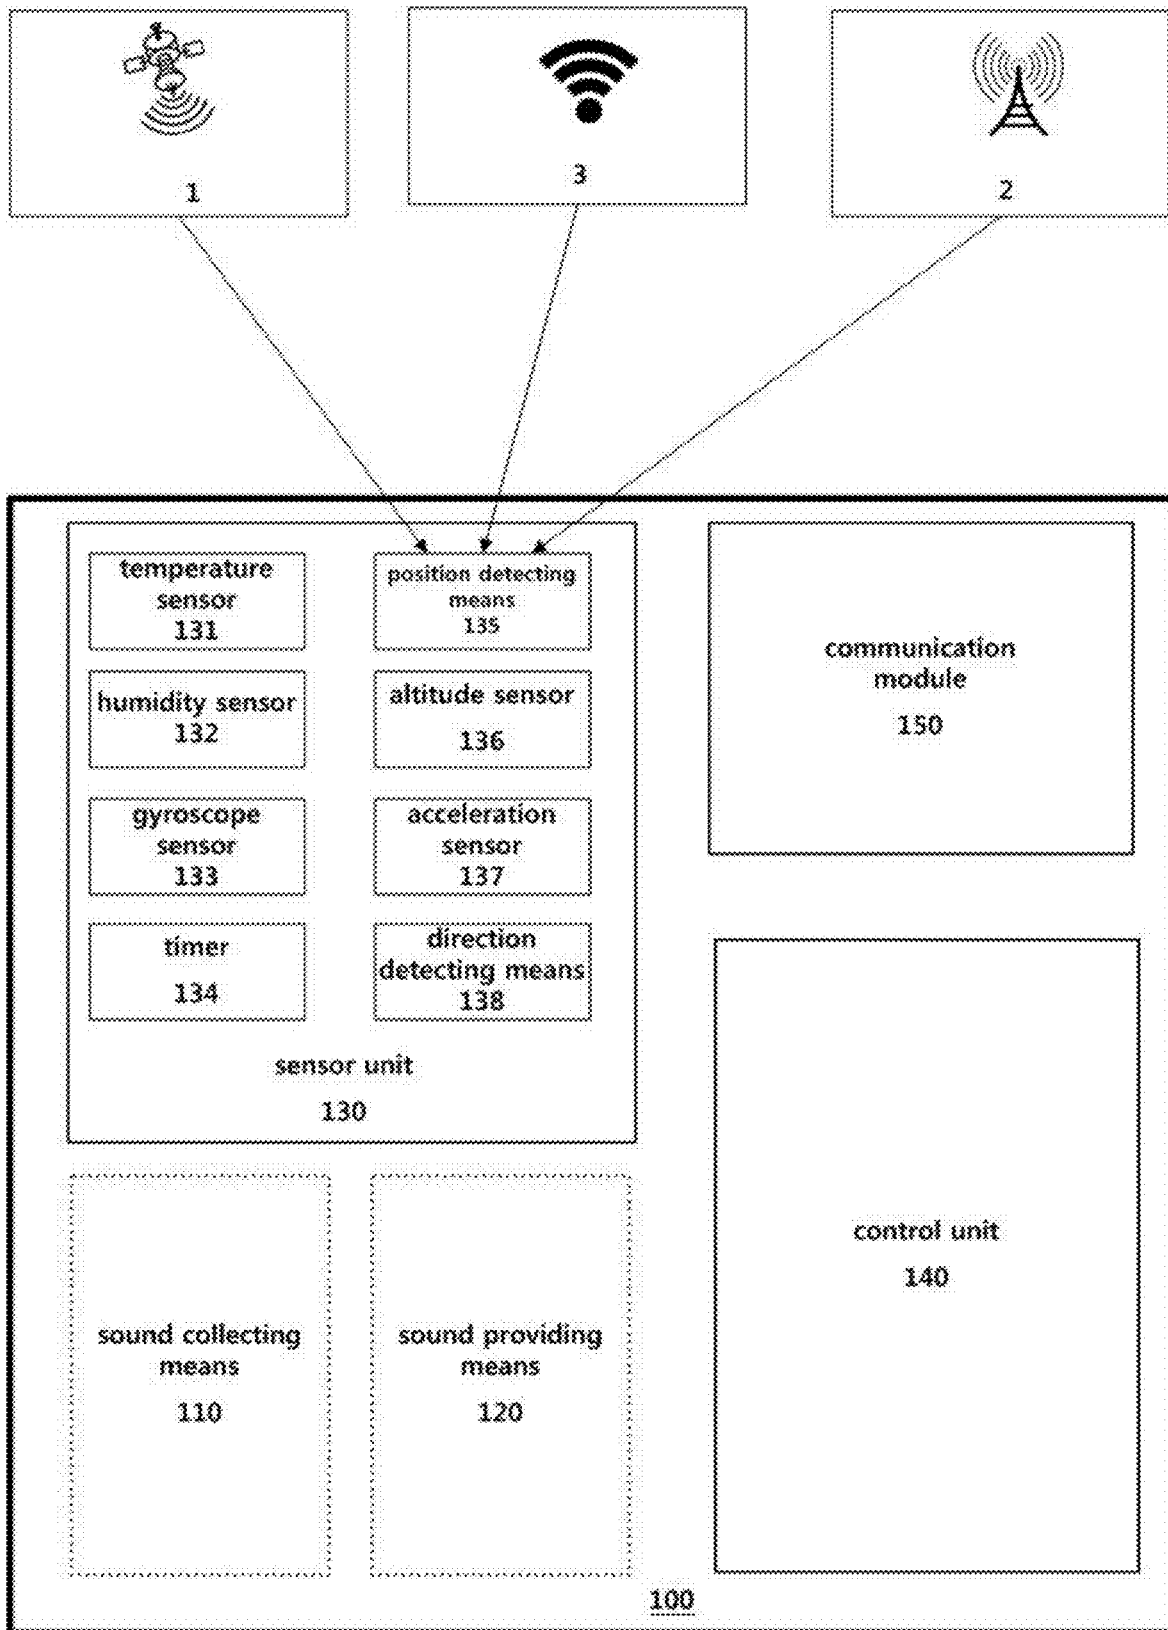 1
3
2
temperature
sensor
131
position detecting
means
135
humidity sensor
132
altitude sensor
136
gyroscope
sensor
133
acceleration
sensor
137
timer
134
direction
detecting means
138
sensor unit
130
communication
module
150
control unit
140
sound collecting
means
110
sound providing
means
120
100